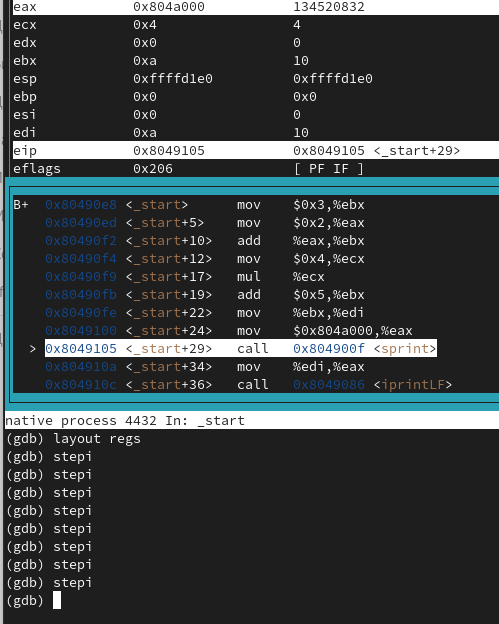 eax 0x804a000 134520832
ecx 0x4 4
edx 0x0 0
ebx 0xa 10
esp 0xffffd1e0 0xffffd1e0
ebp 0x0 0x0
esi 0x0 0
edi 0xa 10
eip 0x8049105 0x8049105 <_start+29>
eflags 0x206 [ PF IF ]
B+ 0x80490e8 <_start> mov $0x3,%ebx
0x80490ed <_start+5> mov $0x2,%eax
0x80490f2 <_start+10> add %eax,%ebx
0x80490f4 <_start+12> mov $0x4,%ecx
0x80490f9 <_start+17> mul %ecx
0x80490fb <_start+19> add $0x5,%ebx
0x80490fe <_start+22> mov %ebx,%edi
0x8049100 <_start+24> mov $0x804a000,%eax
> 0x8049105 <_start+29> call 0x804900f <sprint>
0x804910a <_start+34> mov %edi,%eax
0x804910c <_start+36> call 0x8049086 <iprintLF>
native process 4432 In: _start
(gdb) layout regs
(gdb) stepi
(gdb) stepi
(gdb) stepi
(gdb) stepi
(gdb) stepi
(gdb) stepi
(gdb) stepi
(gdb) stepi
(gdb)